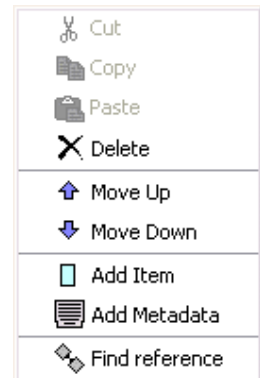 Cut
Copy
Paste
Delete
Move Up
Move Down
Add Item
Add Metadata
Find reference